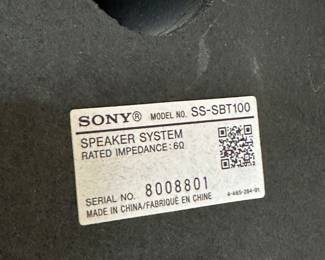 SONY® MODEL NO. SS-SBT100
SPEAKER SYSTEM
RATED IMPEDANCE: 6Ω
SERIAL NO. 8008801
MADE IN CHINA/FABRIQUÉ EN CHINE
4-465-284-01